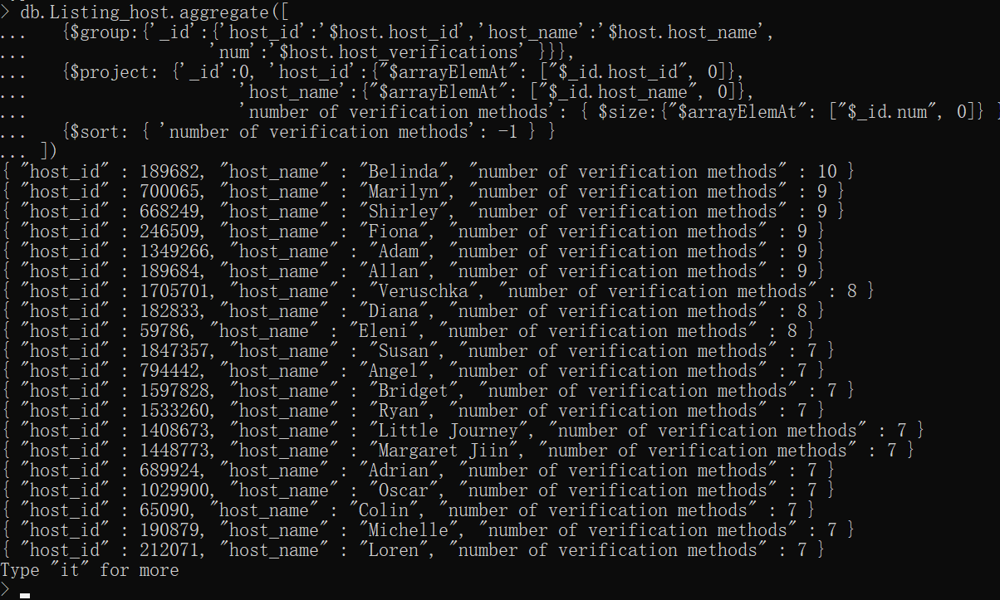 > db.Listing_host.aggregate([
...    {$group:{'_id':{'host_id':'$host.host_id','host_name':'$host.host_name',
...                  'num':'$host.host_verifications' }}},
...    {$project: {'_id':0, 'host_id':{"$arrayElemAt": ["$_id.host_id", 0]},
...                     'host_name':{"$arrayElemAt": ["$_id.host_name", 0]},
...                     'number of verification methods': { $size:{"$arrayElemAt": ["$_id.num", 0]} }
...    {$sort: { 'number of verification methods': -1 } }
... ])
{ "host_id" : 189682, "host_name" : "Belinda", "number of verification methods" : 10 }
{ "host_id" : 700065, "host_name" : "Marilyn", "number of verification methods" : 9 }
{ "host_id" : 668249, "host_name" : "Shirley", "number of verification methods" : 9 }
{ "host_id" : 246509, "host_name" : "Fiona", "number of verification methods" : 9 }
{ "host_id" : 1349266, "host_name" : "Adam", "number of verification methods" : 9 }
{ "host_id" : 189684, "host_name" : "Allan", "number of verification methods" : 9 }
{ "host_id" : 1705701, "host_name" : "Veruschka", "number of verification methods" : 8 }
{ "host_id" : 182833, "host_name" : "Diana", "number of verification methods" : 8 }
{ "host_id" : 59786, "host_name" : "Eleni", "number of verification methods" : 8 }
{ "host_id" : 1847357, "host_name" : "Susan", "number of verification methods" : 7 }
{ "host_id" : 794442, "host_name" : "Angel", "number of verification methods" : 7 }
{ "host_id" : 1597828, "host_name" : "Bridget", "number of verification methods" : 7 }
{ "host_id" : 1533260, "host_name" : "Ryan", "number of verification methods" : 7 }
{ "host_id" : 1408673, "host_name" : "Little Journey", "number of verification methods" : 7 }
{ "host_id" : 1448773, "host_name" : "Margaret Jiin", "number of verification methods" : 7 }
{ "host_id" : 689924, "host_name" : "Adrian", "number of verification methods" : 7 }
{ "host_id" : 1029900, "host_name" : "Oscar", "number of verification methods" : 7 }
{ "host_id" : 65090, "host_name" : "Colin", "number of verification methods" : 7 }
{ "host_id" : 190879, "host_name" : "Michelle", "number of verification methods" : 7 }
{ "host_id" : 212071, "host_name" : "Loren", "number of verification methods" : 7 }
Type "it" for more
>